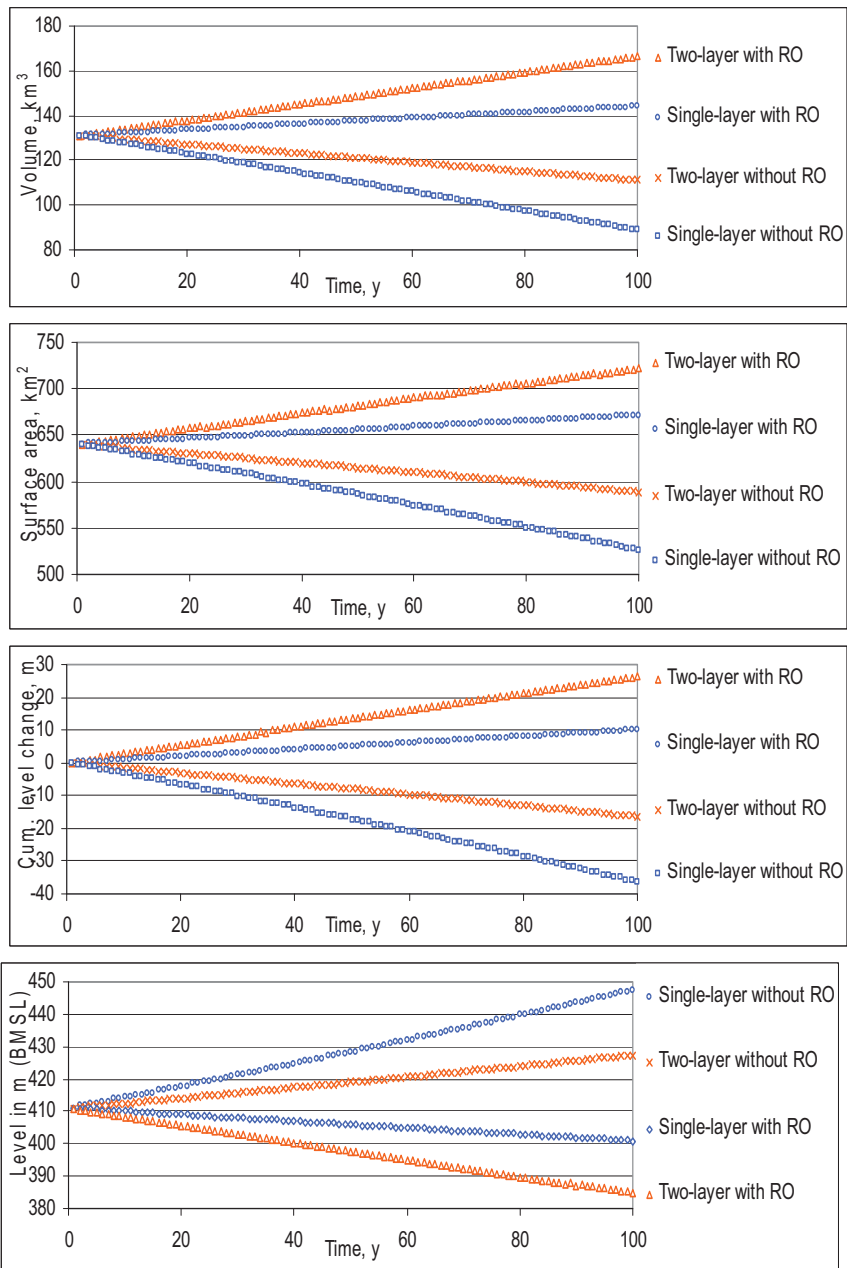 180
160
140
120
100
80
Volume , km³
0 20 40 60 80 100
Time, y
Two-layer with RO
Single-layer with RO
Two-layer without RO
Single-layer without RO
750
700
650
600
550
500
Surface area, km²
0 20 40 60 80 100
Time, y
Two-layer with RO
Single-layer with RO
Two-layer without RO
Single-layer without RO
30
20
10
0
-10
-20
-30
-40
Cum. level change, m
0 20 40 60 80 100
Time, y
Two-layer with RO
Single-layer with RO
Two-layer without RO
Single-layer without RO
450
440
430
420
410
400
390
380
Level in m (BMSL)
0 20 40 60 80 100
Time, y
Single-layer without RO
Two-layer without RO
Single-layer with RO
Two-layer with RO